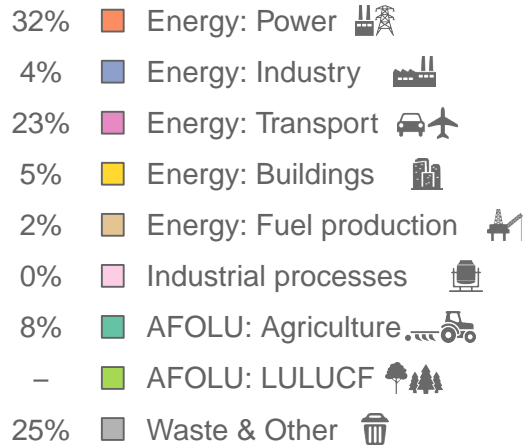 32% Energy: Power
4% Energy: Industry
23% Energy: Transport
5% Energy: Buildings
2% Energy: Fuel production
0% Industrial processes
8% AFOLU: Agriculture
– AFOLU: LULUCF
25% Waste & Other